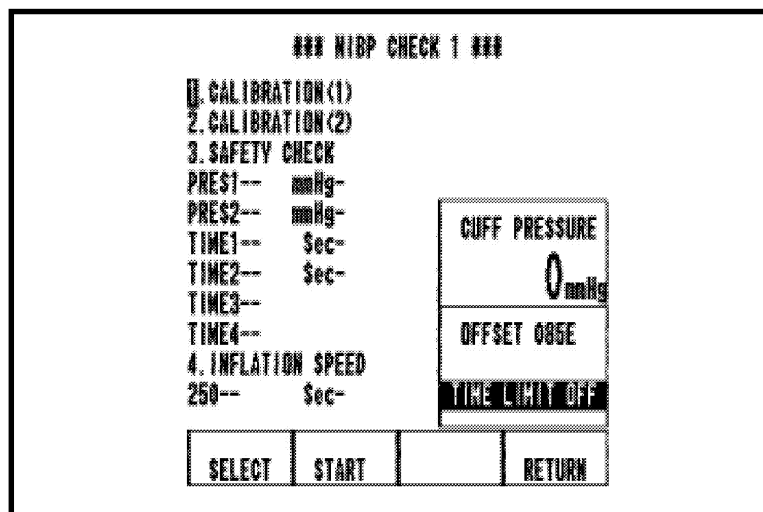 ### NIBP CHECK 1 ###
1.CALIBRATION(1)
2.CALIBRATION(2)
3.SAFETY CHECK
PRES1-- mmHg-
PRES2-- mmHg-
TIME1-- Sec-
TIME2-- Sec-
TIME3--
TIME4--
4.INFLATION SPEED
250-- Sec-
CUFF PRESSURE
0mmHg
OFFSET 085E
TIME LIMIT OFF
SELECT START RETURN